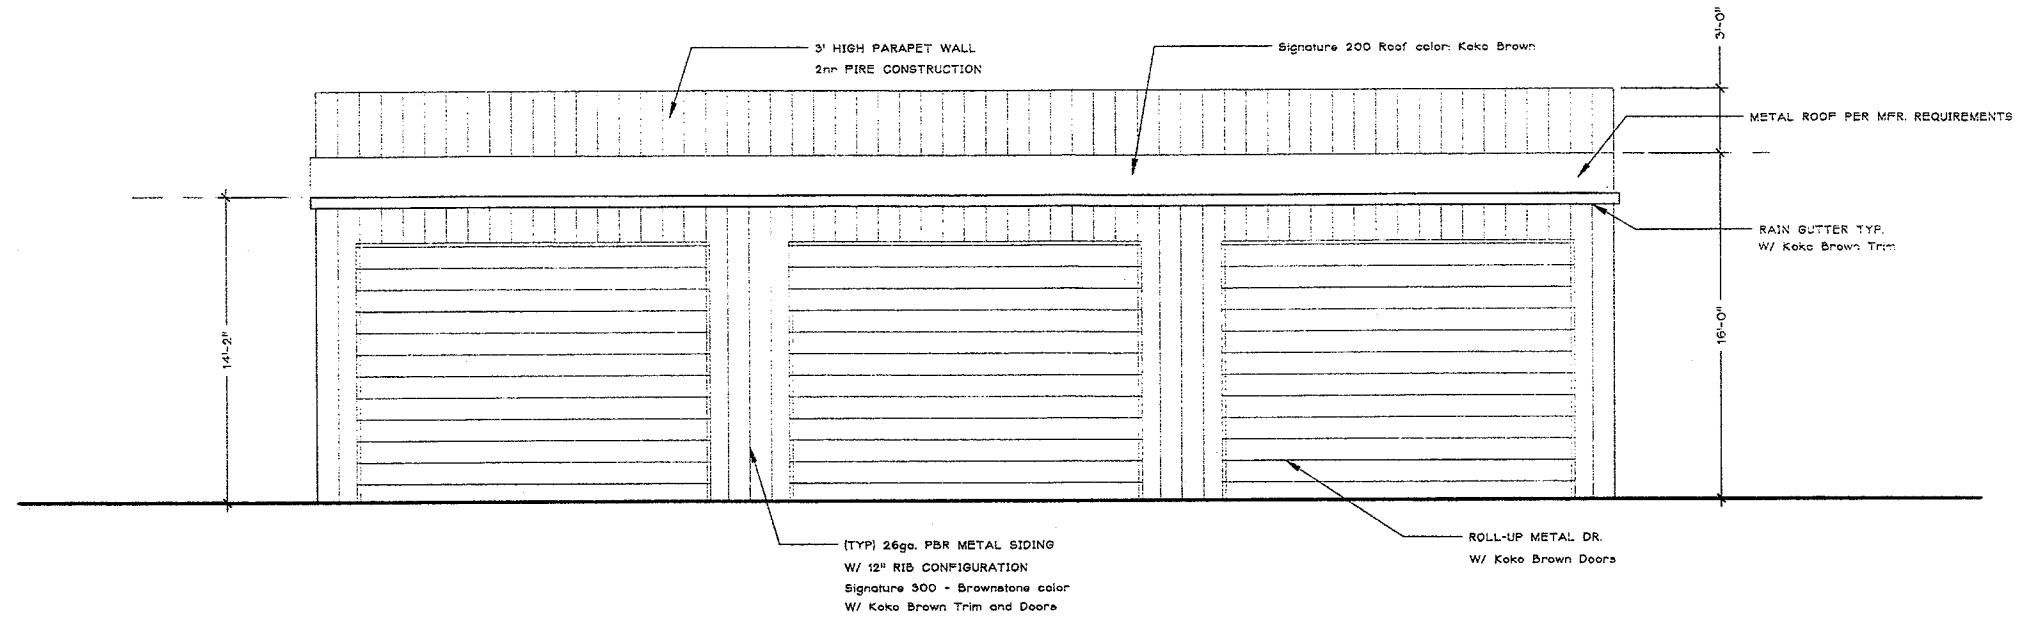 3' HIGH PARAPET WALL
2hr FIRE CONSTRUCTION
Signature 200 Roof color: Koko Brown
3'-0"
METAL ROOF PER MFR. REQUIREMENTS
RAIN GUTTER TYP.
W/ Koko Brown Trim
14'-2"
16'-0"
(TYP) 26ga. PBR METAL SIDING
W/ 12" RIB CONFIGURATION
Signature 300 - Brownstone color
W/ Koko Brown Trim and Doors
ROLL-UP METAL DR.
W/ Koko Brown Doors